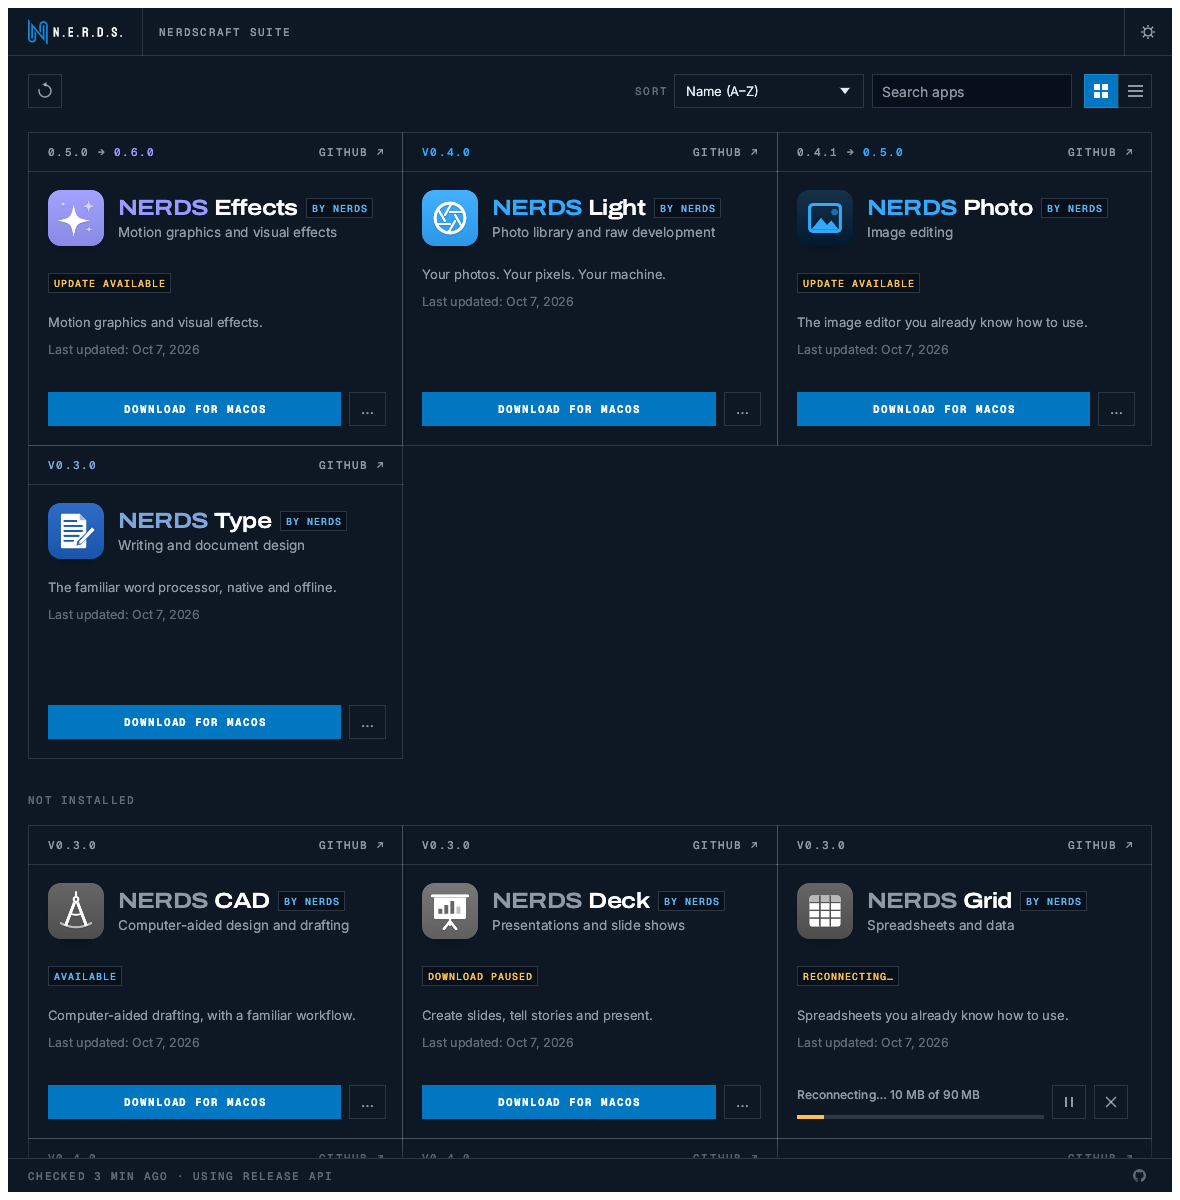 N.E.R.D.S.
NERDSCRAFT SUITE
SORT
Name (A–Z)
Search apps
0.5.0 → 0.6.0
GITHUB ↗
NERDS Effects
BY NERDS
Motion graphics and visual effects
UPDATE AVAILABLE
Motion graphics and visual effects.
Last updated: Oct 7, 2026
DOWNLOAD FOR MACOS
...
V0.4.0
GITHUB ↗
NERDS Light
BY NERDS
Photo library and raw development
Your photos. Your pixels. Your machine.
Last updated: Oct 7, 2026
DOWNLOAD FOR MACOS
...
0.4.1 → 0.5.0
GITHUB ↗
NERDS Photo
BY NERDS
Image editing
UPDATE AVAILABLE
The image editor you already know how to use.
Last updated: Oct 7, 2026
DOWNLOAD FOR MACOS
...
V0.3.0
GITHUB ↗
NERDS Type
BY NERDS
Writing and document design
The familiar word processor, native and offline.
Last updated: Oct 7, 2026
DOWNLOAD FOR MACOS
...
NOT INSTALLED
V0.3.0
GITHUB ↗
NERDS CAD
BY NERDS
Computer-aided design and drafting
AVAILABLE
Computer-aided drafting, with a familiar workflow.
Last updated: Oct 7, 2026
DOWNLOAD FOR MACOS
...
V0.3.0
GITHUB ↗
NERDS Deck
BY NERDS
Presentations and slide shows
DOWNLOAD PAUSED
Create slides, tell stories and present.
Last updated: Oct 7, 2026
DOWNLOAD FOR MACOS
...
V0.3.0
GITHUB ↗
NERDS Grid
BY NERDS
Spreadsheets and data
RECONNECTING…
Spreadsheets you already know how to use.
Last updated: Oct 7, 2026
Reconnecting… 10 MB of 90 MB
V0.4.0
GITHUB ↗
V0.4.0
GITHUB ↗
GITHUB ↗
CHECKED 3 MIN AGO · USING RELEASE API